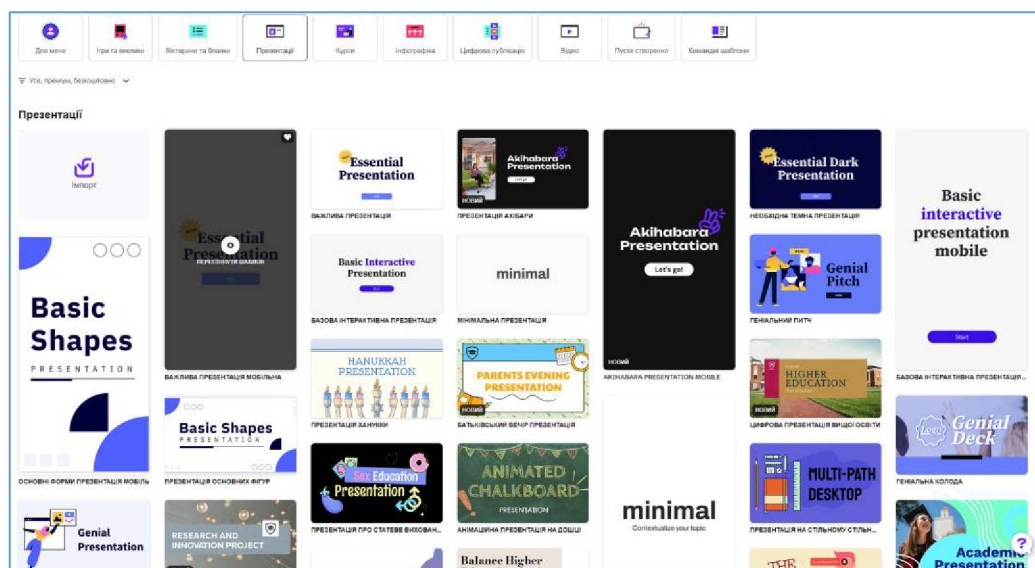 Для мене
Ігри та виклики
Вікторини та бланки
Презентації
Курси
Інфографіка
Цифрова публікація
Відео
Пусте створення
Командні шаблони
Усе, преміум, безкоштовно
Презентації
Імпорт
Essential
Presentation
ПЕРЕГЛЯНУТИ ШАБЛОН
ВАЖЛИВА ПРЕЗЕНТАЦІЯ МОБІЛЬНА
Essential
Presentation
ВАЖЛИВА ПРЕЗЕНТАЦІЯ
Akihabara
Presentation
НОВИЙ
ПРЕЗЕНТАЦІЯ АКІБАРИ
Akihabara
Presentation
Let's go!
НОВИЙ
AKIHABARA PRESENTATION MOBILE
Essential Dark
Presentation
НЕОБХІДНА ТЕМНА ПРЕЗЕНТАЦІЯ
Basic
interactive
presentation
mobile
Start
БАЗОВА ІНТЕРАКТИВНА ПРЕЗЕНТАЦІЯ...
Basic
Shapes
PRESENTATION
ОСНОВНІ ФОРМИ ПРЕЗЕНТАЦІЯ МОБІЛЬ
Basic Interactive
Presentation
БАЗОВА ІНТЕРАКТИВНА ПРЕЗЕНТАЦІЯ
minimal
МІНІМАЛЬНА ПРЕЗЕНТАЦІЯ
Genial
Pitch
ГЕНІАЛЬНИЙ ПИТЧ
HANUKKAH
PRESENTATION
ПРЕЗЕНТАЦІЯ ХАНУККИ
PARENTS EVENING
PRESENTATION
НОВИЙ
БАТЬКІВСЬКИЙ ВЕЧІР ПРЕЗЕНТАЦІЯ
HIGHER
EDUCATION
НОВИЙ
ЦИФРОВА ПРЕЗЕНТАЦІЯ ВИЩОЇ ОСВІТИ
Basic Shapes
PRESENTATION
ПРЕЗЕНТАЦІЯ ОСНОВНИХ ФІГУР
Genial
Deck
ГЕНІАЛЬНА КОЛОДА
Sex Education
Presentation
ПРЕЗЕНТАЦІЯ ПРО СТАТЕВЕ ВИХОВАН...
ANIMATED
CHALKBOARD
PRESENTATION
АНІМАЦІЙНА ПРЕЗЕНТАЦІЯ НА ДОШЦІ
minimal
Contextualize your topic
MULTI-PATH
DESKTOP
ПРЕЗЕНТАЦІЯ НА СТІЛЬНОМУ СТІЛЬН...
Genial
Presentation
RESEARCH AND
INNOVATION PROJECT
Balance Higher
THE
Academic
Presentation
?